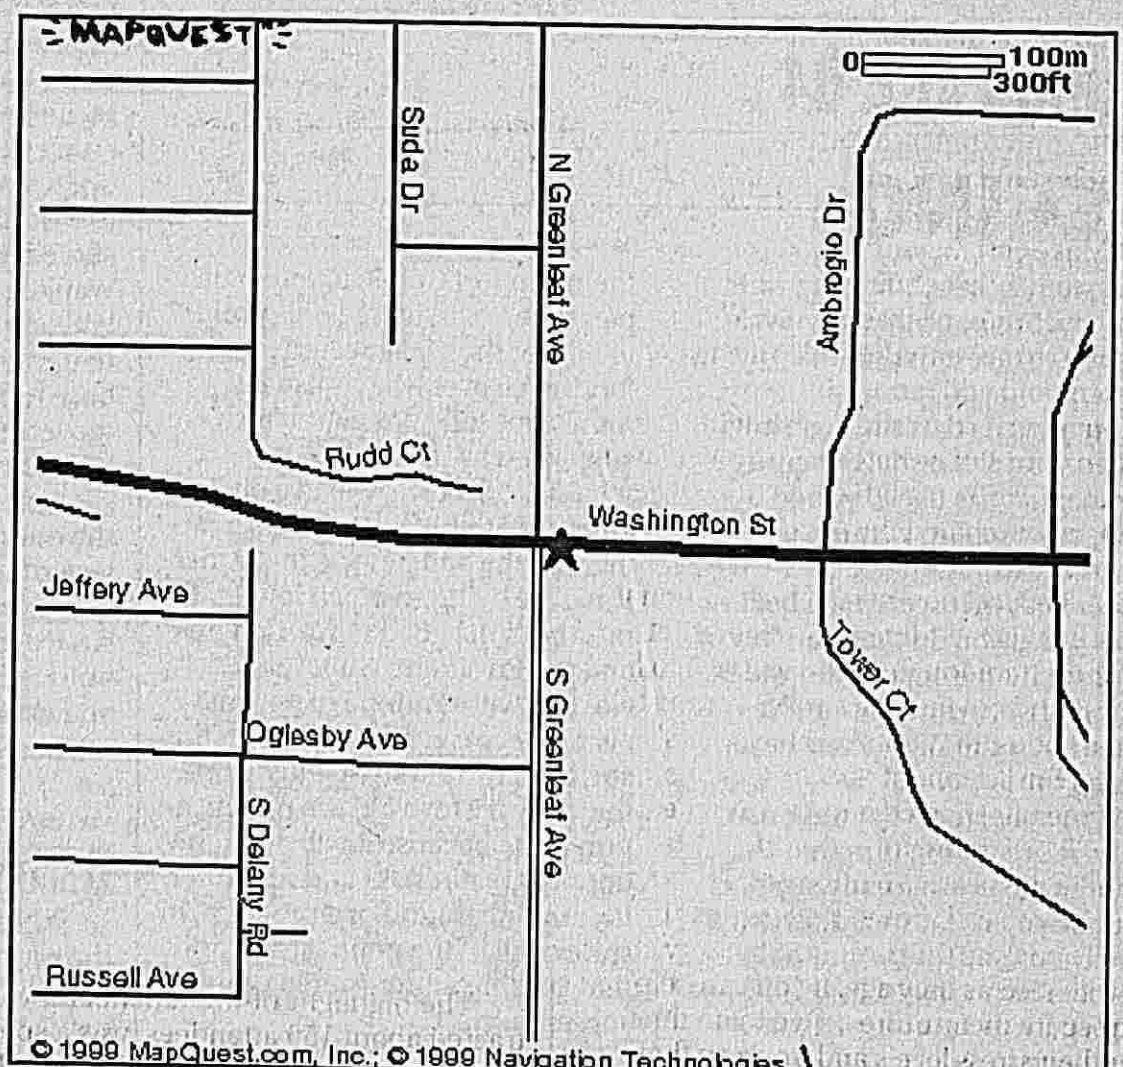 MAPQUEST
0 100m
300ft
Suda Dr
N Greenleaf Ave
Ambrogio Dr
Rudd Ct
Washington St
Jeffery Ave
Tower Ct
S Greenleaf Ave
Oglesby Ave
S Delany Rd
Russell Ave
© 1999 MapQuest.com, Inc.; © 1999 Navigation Technologies